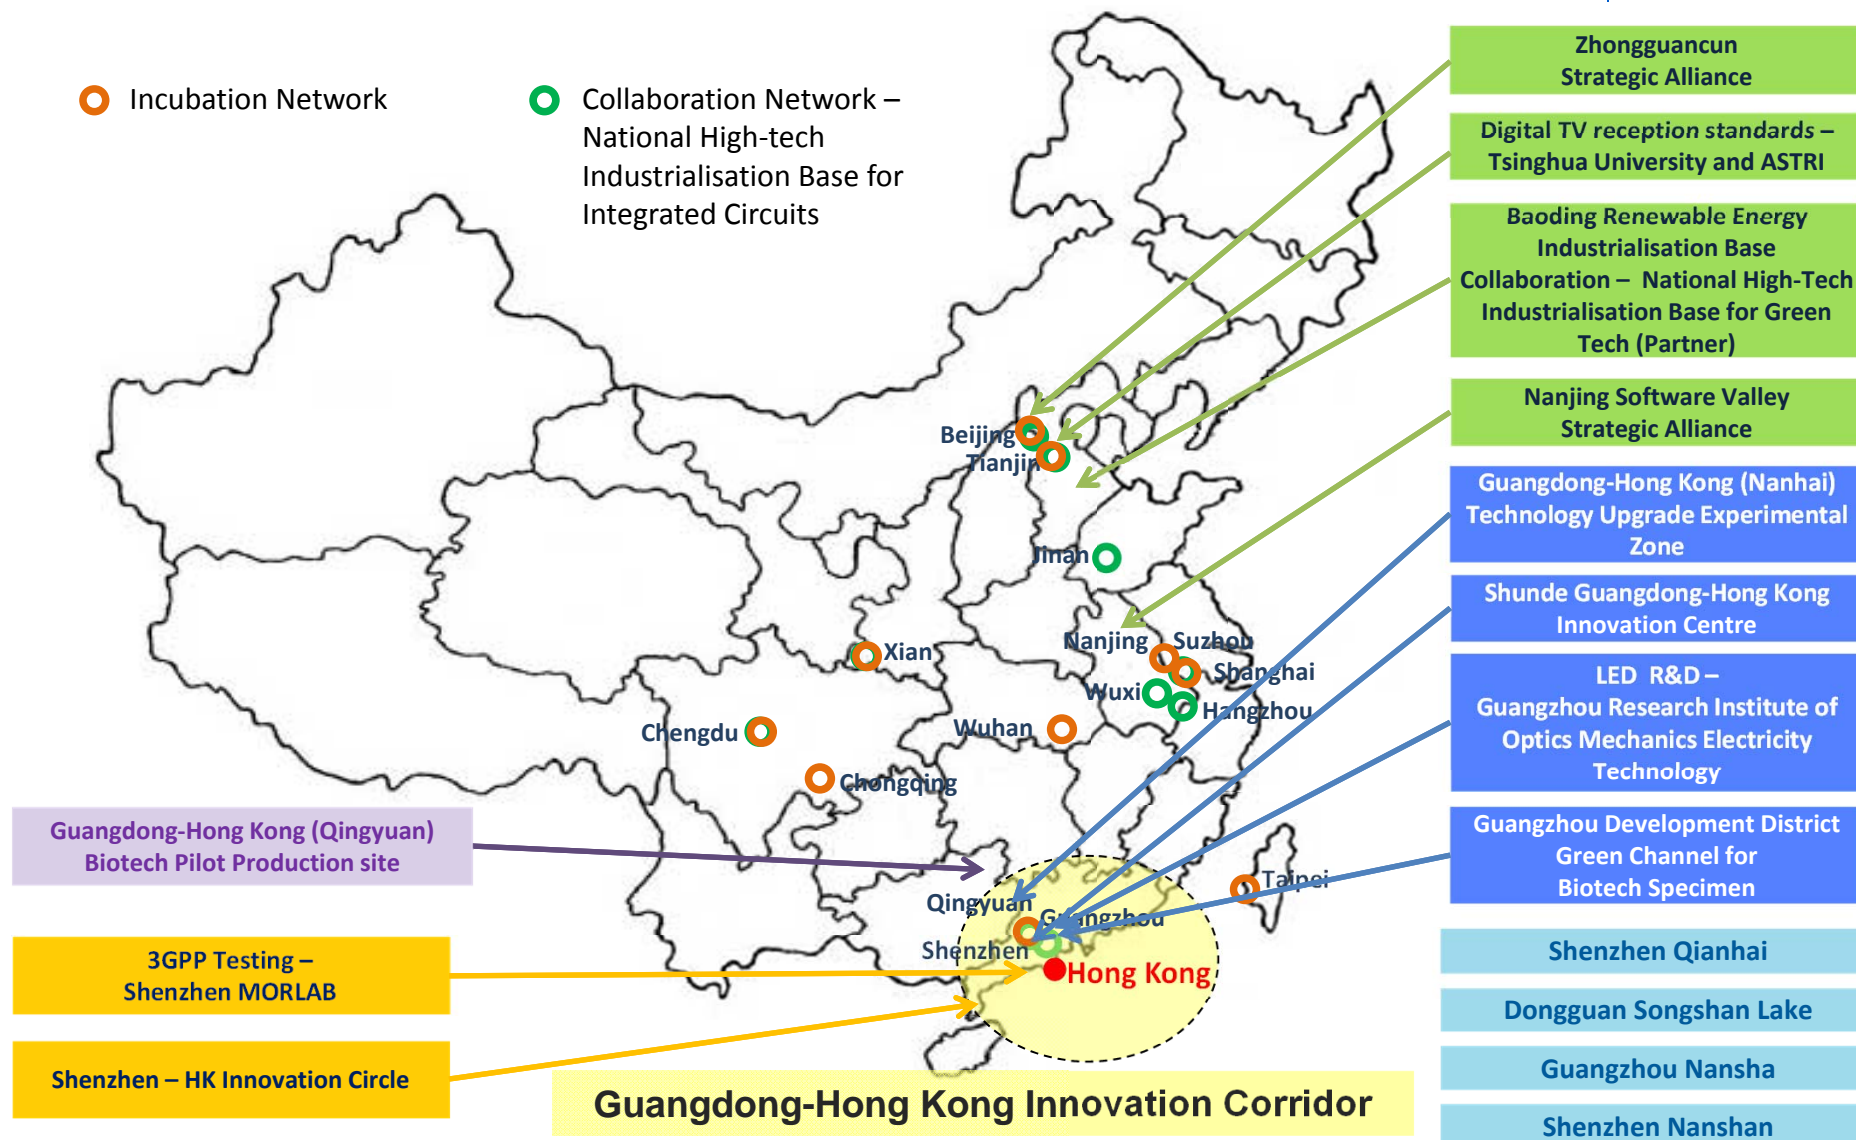 Incubation Network
Collaboration Network –
National High-tech
Industrialisation Base for
Integrated Circuits
Zhongguancun
Strategic Alliance
Digital TV reception standards –
Tsinghua University and ASTRI
Baoding Renewable Energy
Industrialisation Base
Collaboration – National High-Tech
Industrialisation Base for Green
Tech (Partner)
Nanjing Software Valley
Strategic Alliance
Guangdong-Hong Kong (Nanhai)
Technology Upgrade Experimental
Zone
Shunde Guangdong-Hong Kong
Innovation Centre
LED R&D –
Guangzhou Research Institute of
Optics Mechanics Electricity
Technology
Guangzhou Development District
Green Channel for
Biotech Specimen
Shenzhen Qianhai
Dongguan Songshan Lake
Guangzhou Nansha
Shenzhen Nanshan
Beijing
Tianjin
Jinan
Nanjing
Suzhou
Xian
Shanghai
Wuxi
Hangzhou
Chengdu
Wuhan
Chongqing
Taipei
Qingyuan
Guangzhou
Shenzhen
Hong Kong
Guangdong-Hong Kong (Qingyuan)
Biotech Pilot Production site
3GPP Testing –
Shenzhen MORLAB
Shenzhen – HK Innovation Circle
Guangdong-Hong Kong Innovation Corridor